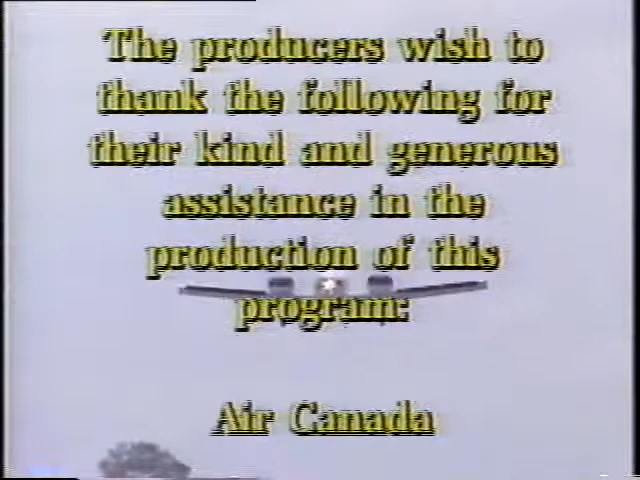 The producers wish to
thank the following for
their kind and generous
assistance in the
production of this
program:
Air Canada